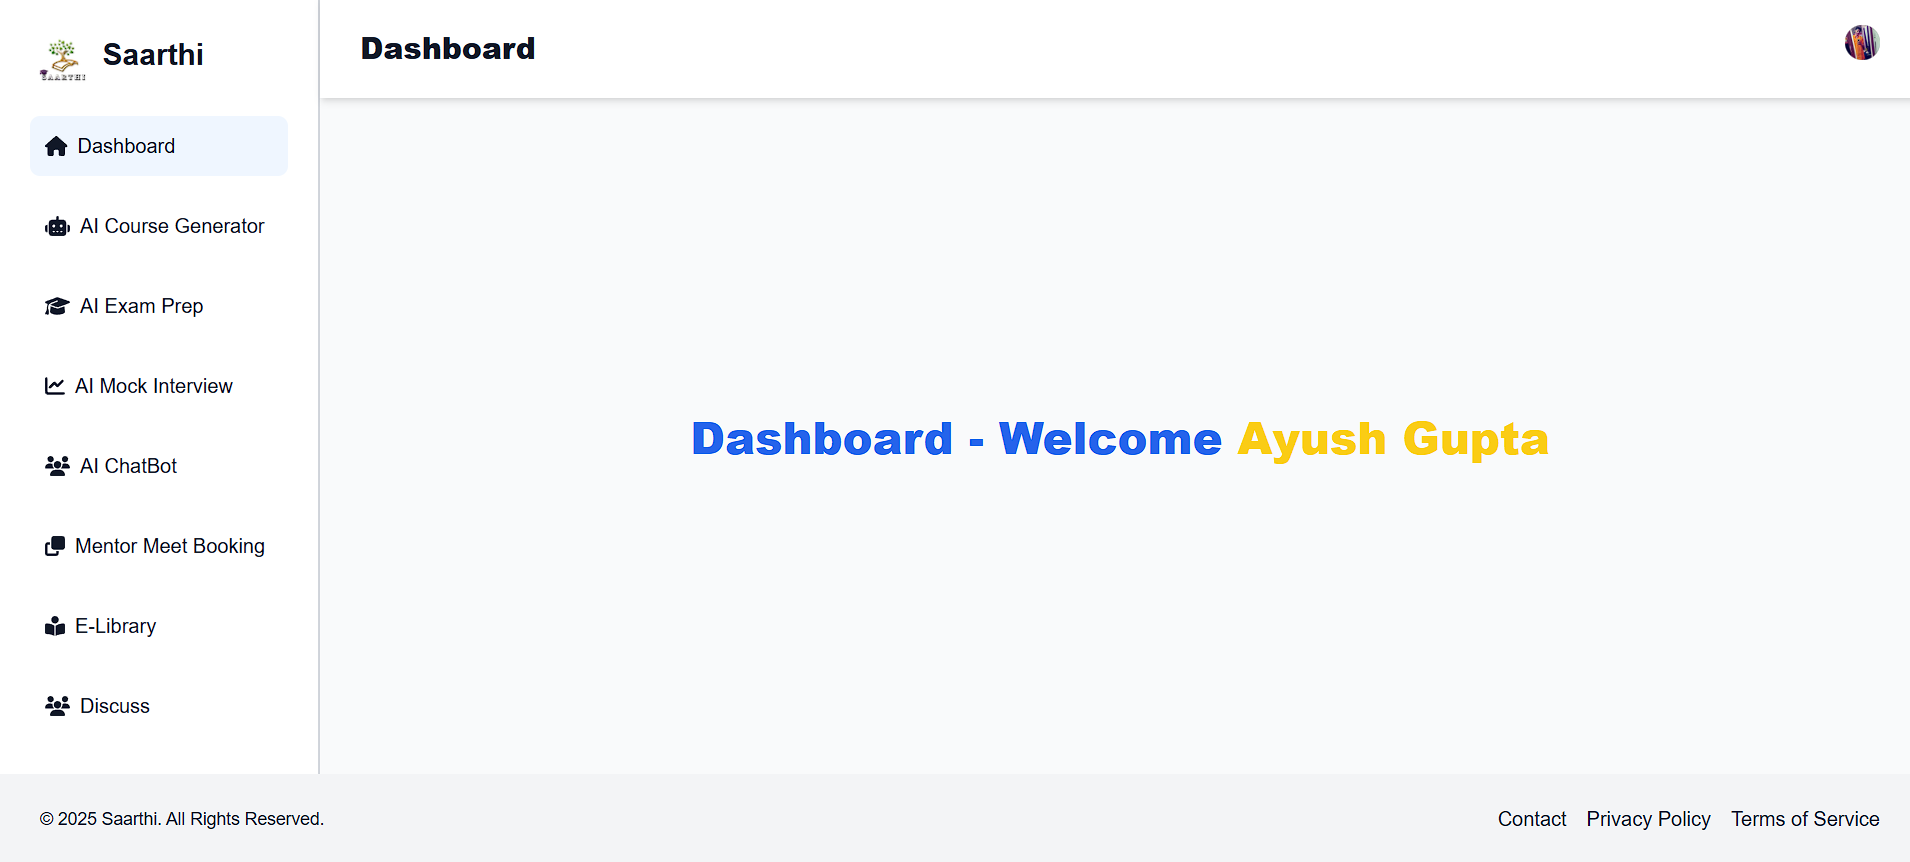 SAARTHI
Saarthi
Dashboard
Dashboard
AI Course Generator
AI Exam Prep
AI Mock Interview
AI ChatBot
Mentor Meet Booking
E-Library
Discuss
Dashboard - Welcome Ayush Gupta
© 2025 Saarthi. All Rights Reserved.
Contact Privacy Policy Terms of Service